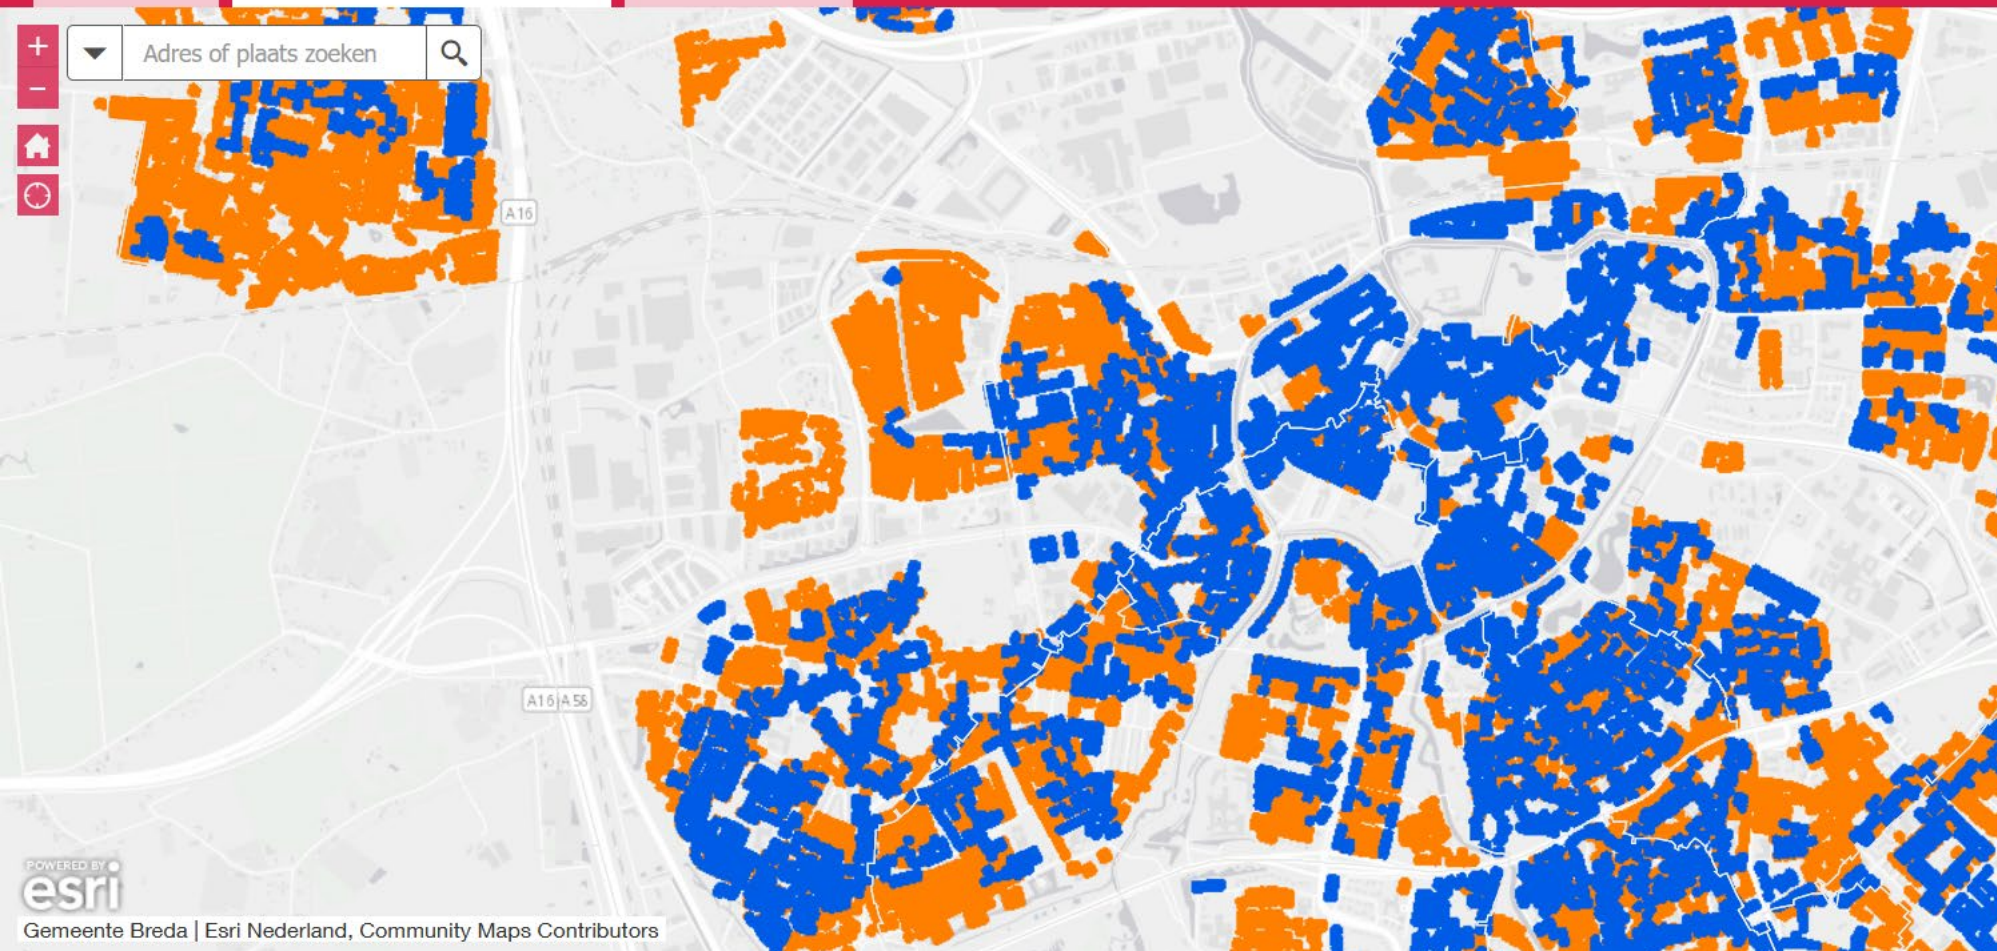 +
Adres of plaats zoeken
−
A16
A16 A58
POWERED BY
esri
Gemeente Breda | Esri Nederland, Community Maps Contributors